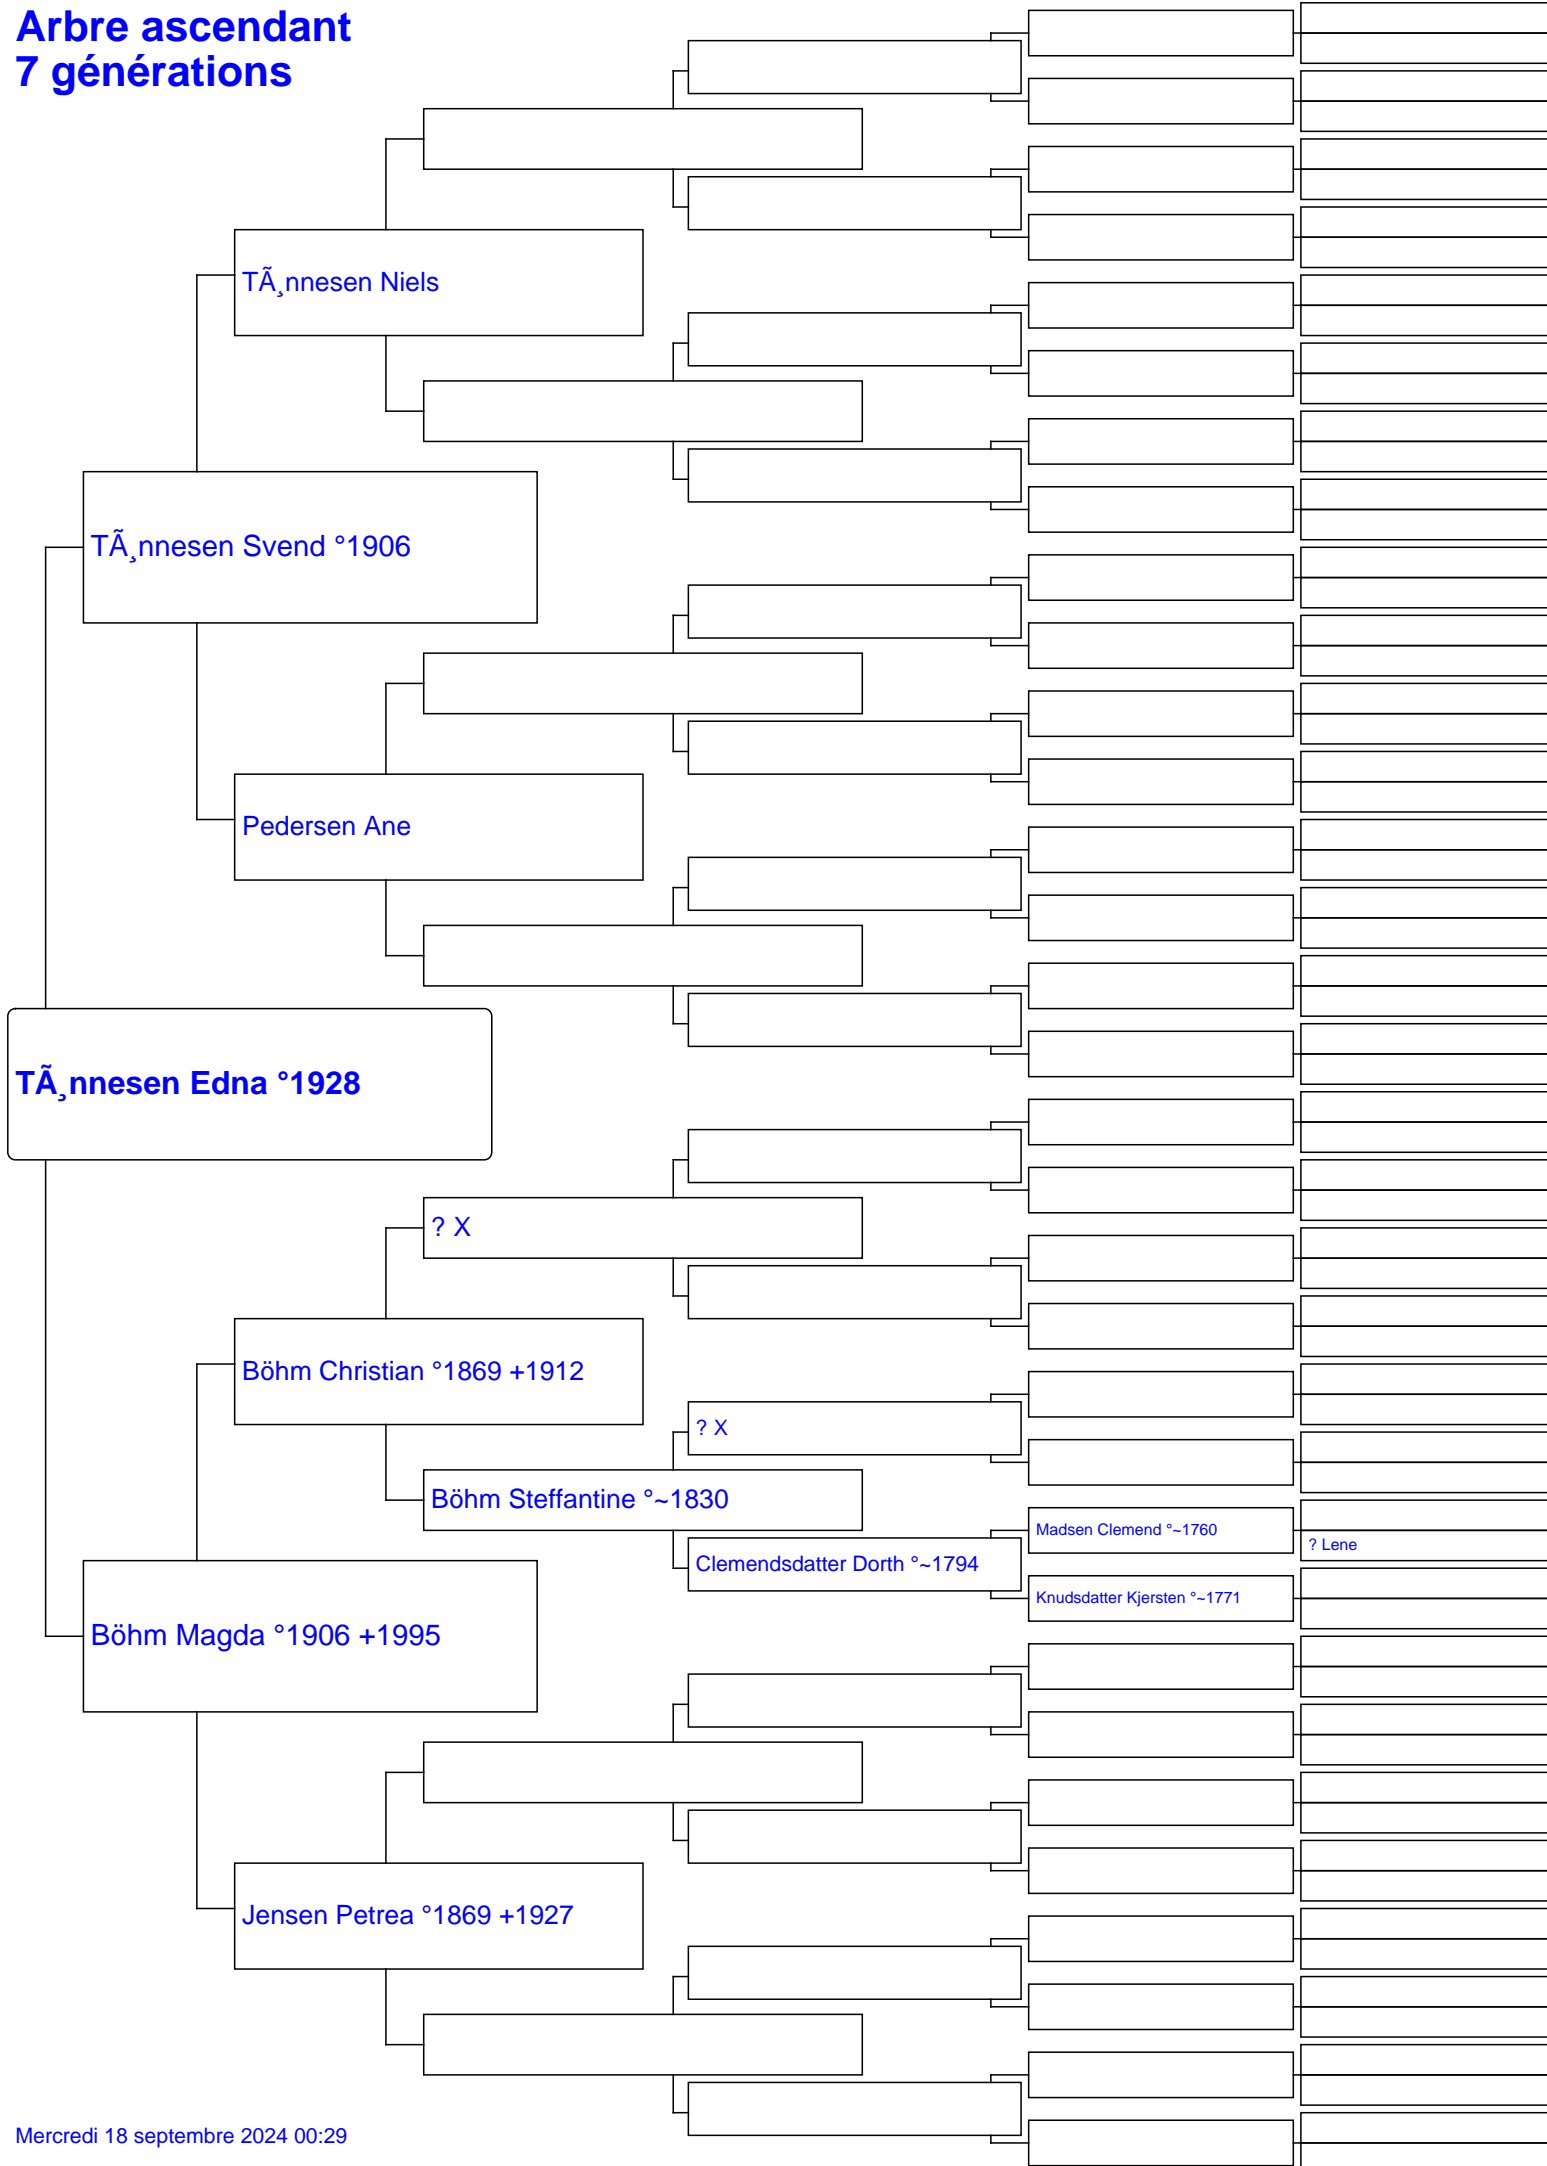 Arbre ascendant
7 générations
TÃ¸nnesen Niels
TÃ¸nnesen Svend °1906
Pedersen Ane
TÃ¸nnesen Edna °1928
? X
Böhm Christian °1869 +1912
? X
Böhm Steffantine °~1830
Madsen Clemend °~1760
? Lene
Clemendsdatter Dorth °~1794
Knudsdatter Kjersten °~1771
Böhm Magda °1906 +1995
Jensen Petrea °1869 +1927
Mercredi 18 septembre 2024 00:29